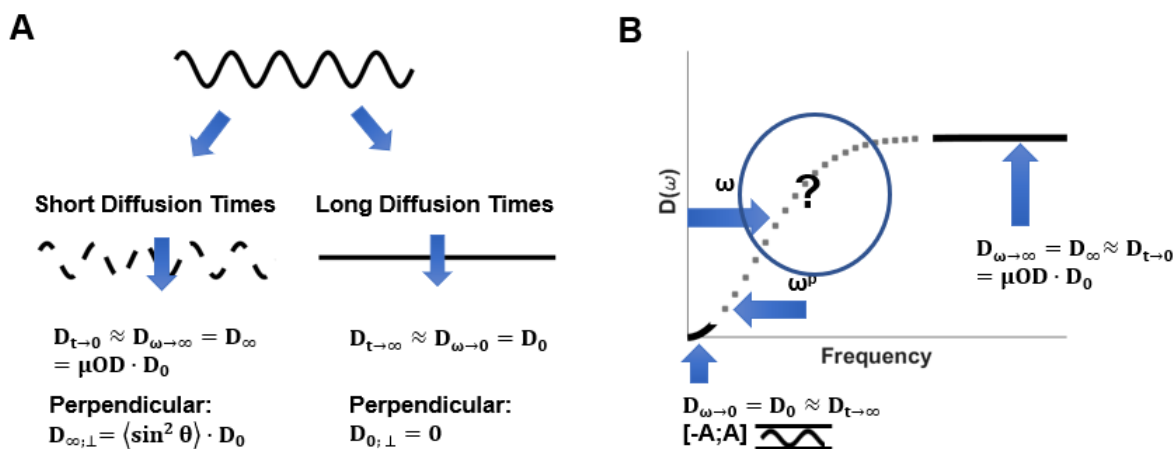 A
Short Diffusion Times
Long Diffusion Times
D_{t→0} ≈ D_{ω→∞} = D_∞
= μOD · D_0
Perpendicular:
D_{∞;⊥} = ⟨sin² θ⟩ · D_0
D_{t→∞} ≈ D_{ω→0} = D_0
Perpendicular:
D_{0;⊥} = 0
B
D(ω)
ω
?
ω^p
Frequency
D_{ω→∞} = D_∞ ≈ D_{t→0}
= μOD · D_0
D_{ω→0} = D_0 ≈ D_{t→∞}
[-A;A]